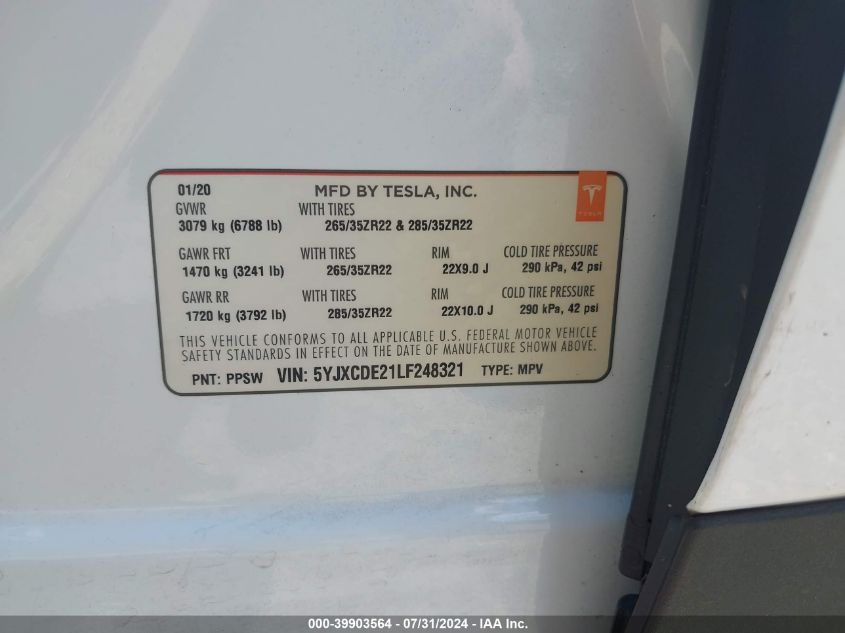 01/20 MFD BY TESLA, INC.
TESLA
GVWR WITH TIRES
3079 kg (6788 lb) 265/35ZR22 & 285/35ZR22
GAWR FRT WITH TIRES RIM COLD TIRE PRESSURE
1470 kg (3241 lb) 265/35ZR22 22X9.0 J 290 kPa, 42 psi
GAWR RR WITH TIRES RIM COLD TIRE PRESSURE
1720 kg (3792 lb) 285/35ZR22 22X10.0 J 290 kPa, 42 psi
THIS VEHICLE CONFORMS TO ALL APPLICABLE U.S. FEDERAL MOTOR VEHICLE
SAFETY STANDARDS IN EFFECT ON THE DATE OF MANUFACTURE SHOWN ABOVE.
PNT: PPSW VIN: 5YJXCDE21LF248321 TYPE: MPV
000-39903564 / 07/31/2024 - IAA Inc.